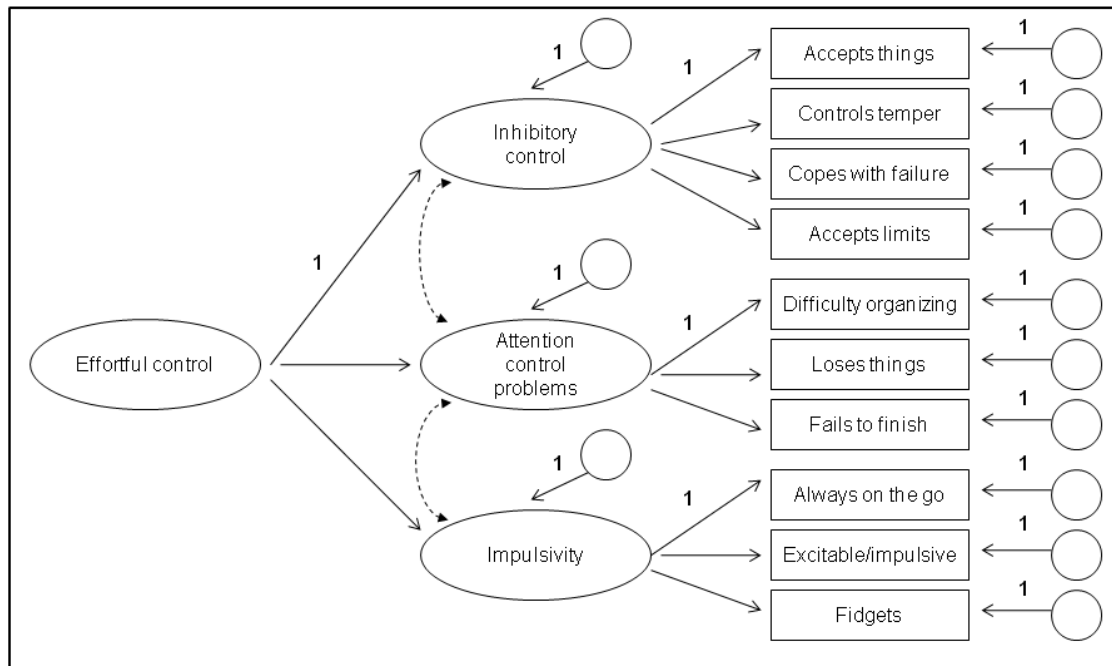 1
1
1
Accepts things
1
Controls temper
Inhibitory
control
1
Copes with failure
1
Accepts limits
1
1
1
Difficulty organizing
1
Effortful control
Attention
control
problems
1
Loses things
1
Fails to finish
1
1
1
Always on the go
1
Impulsivity
Excitable/impulsive
1
Fidgets
1